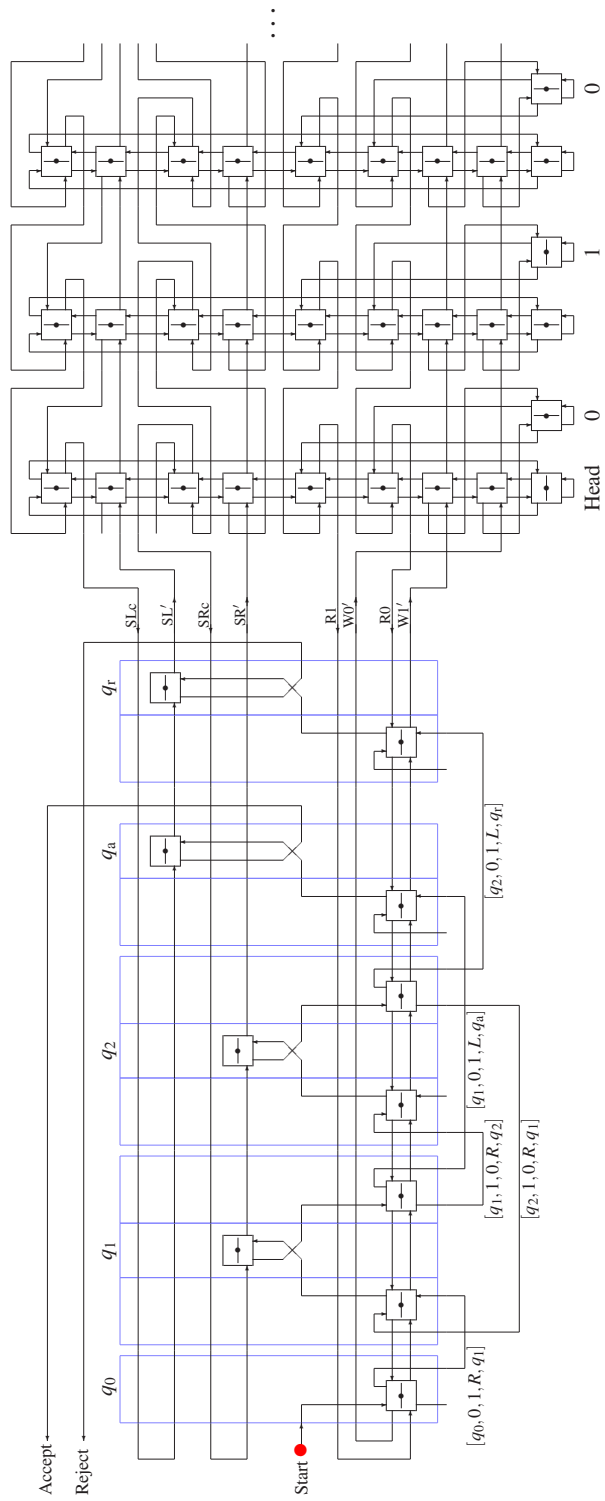 Accept
Reject
Start
q₀
q₁
q₂
qₐ
qᵣ
SLc
SL′
SRc
SR′
R1
W0′
R0
W1′
[q₀, 0, 1, R, q₁]
[q₁, 1, 0, R, q₂]
[q₁, 0, 1, L, qₐ]
[q₂, 1, 0, R, q₁]
[q₂, 0, 1, L, qᵣ]
Head
0
1
0
...